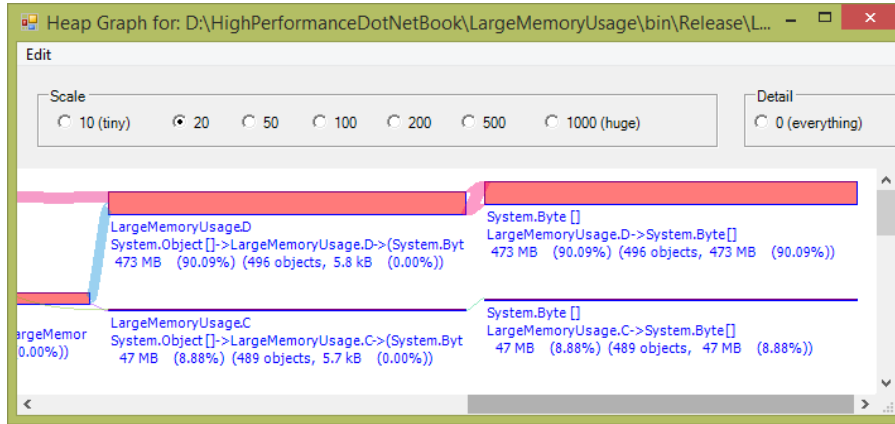 Heap Graph for: D:\HighPerformanceDotNetBook\LargeMemoryUsage\bin\Release\L...
Edit
Scale
Detail
10 (tiny)
20
50
100
200
500
1000 (huge)
0 (everything)
LargeMemoryUsage.D
System.Object[]->LargeMemoryUsage.D->(System.Byt
473 MB (90.09%) (496 objects, 5.8 kB (0.00%))
System.Byte []
LargeMemoryUsage.D->System.Byte[]
473 MB (90.09%) (496 objects, 473 MB (90.09%))
argeMemor
0.00%))
LargeMemoryUsage.C
System.Object[]->LargeMemoryUsage.C->(System.Byt
47 MB (8.88%) (489 objects, 5.7 kB (0.00%))
System.Byte []
LargeMemoryUsage.C->System.Byte[]
47 MB (8.88%) (489 objects, 47 MB (8.88%))